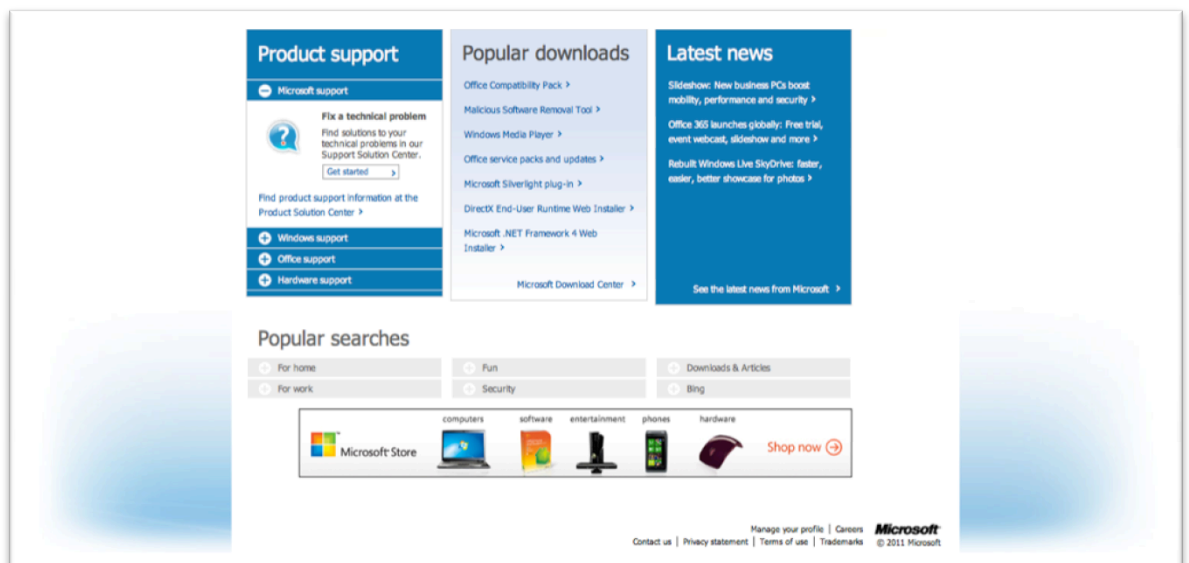 Product support
Microsoft support
Fix a technical problem
Find solutions to your
technical problems in our
Support Solution Center.
Get started
Find product support information at the
Product Solution Center
Windows support
Office support
Hardware support
Popular downloads
Office Compatibility Pack
Malicious Software Removal Tool
Windows Media Player
Office service packs and updates
Microsoft Silverlight plug-in
DirectX End-User Runtime Web Installer
Microsoft .NET Framework 4 Web
Installer
Microsoft Download Center
Latest news
Slideshow: New business PCs boost
mobility, performance and security
Office 365 launches globally: Free trial,
event webcast, slideshow and more
Rebuilt Windows Live SkyDrive: faster,
easier, better showcase for photos
See the latest news from Microsoft
Popular searches
For home
Fun
Downloads & Articles
For work
Security
Bing
Microsoft Store
computers
software
entertainment
phones
hardware
Shop now
Manage your profile | Careers
Contact us | Privacy statement | Terms of use | Trademarks
Microsoft
© 2011 Microsoft